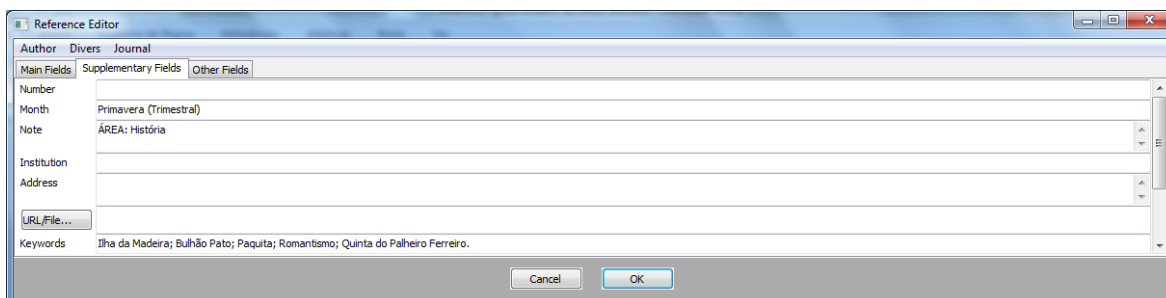 Reference Editor
Author Divers Journal
Main Fields Supplementary Fields Other Fields
Number
Month Primavera (Trimestral)
Note ÁREA: História
Institution
Address
URL/File...
Keywords Ilha da Madeira; Bulhão Pato; Paquita; Romantismo; Quinta do Palheiro Ferreiro.
Cancel OK